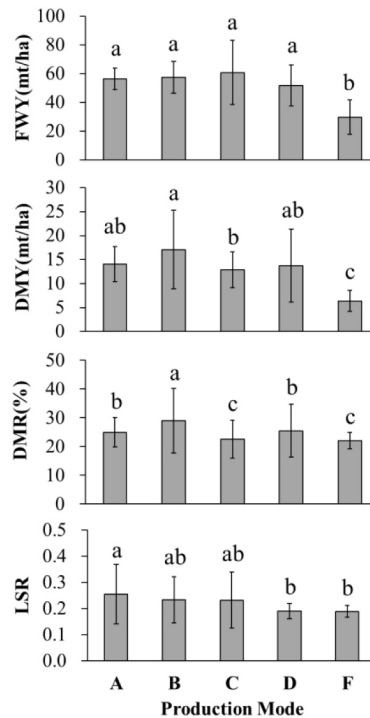 100
80
60
40
20
0
FWY(mt/ha)
a a a a b
30
25
20
15
10
5
0
DMY(mt/ha)
ab a b ab c
50
40
30
20
10
0
DMR(%)
b a c b c
0.5
0.4
0.3
0.2
0.1
0.0
LSR
a ab ab b b
A B C D F
Production Mode